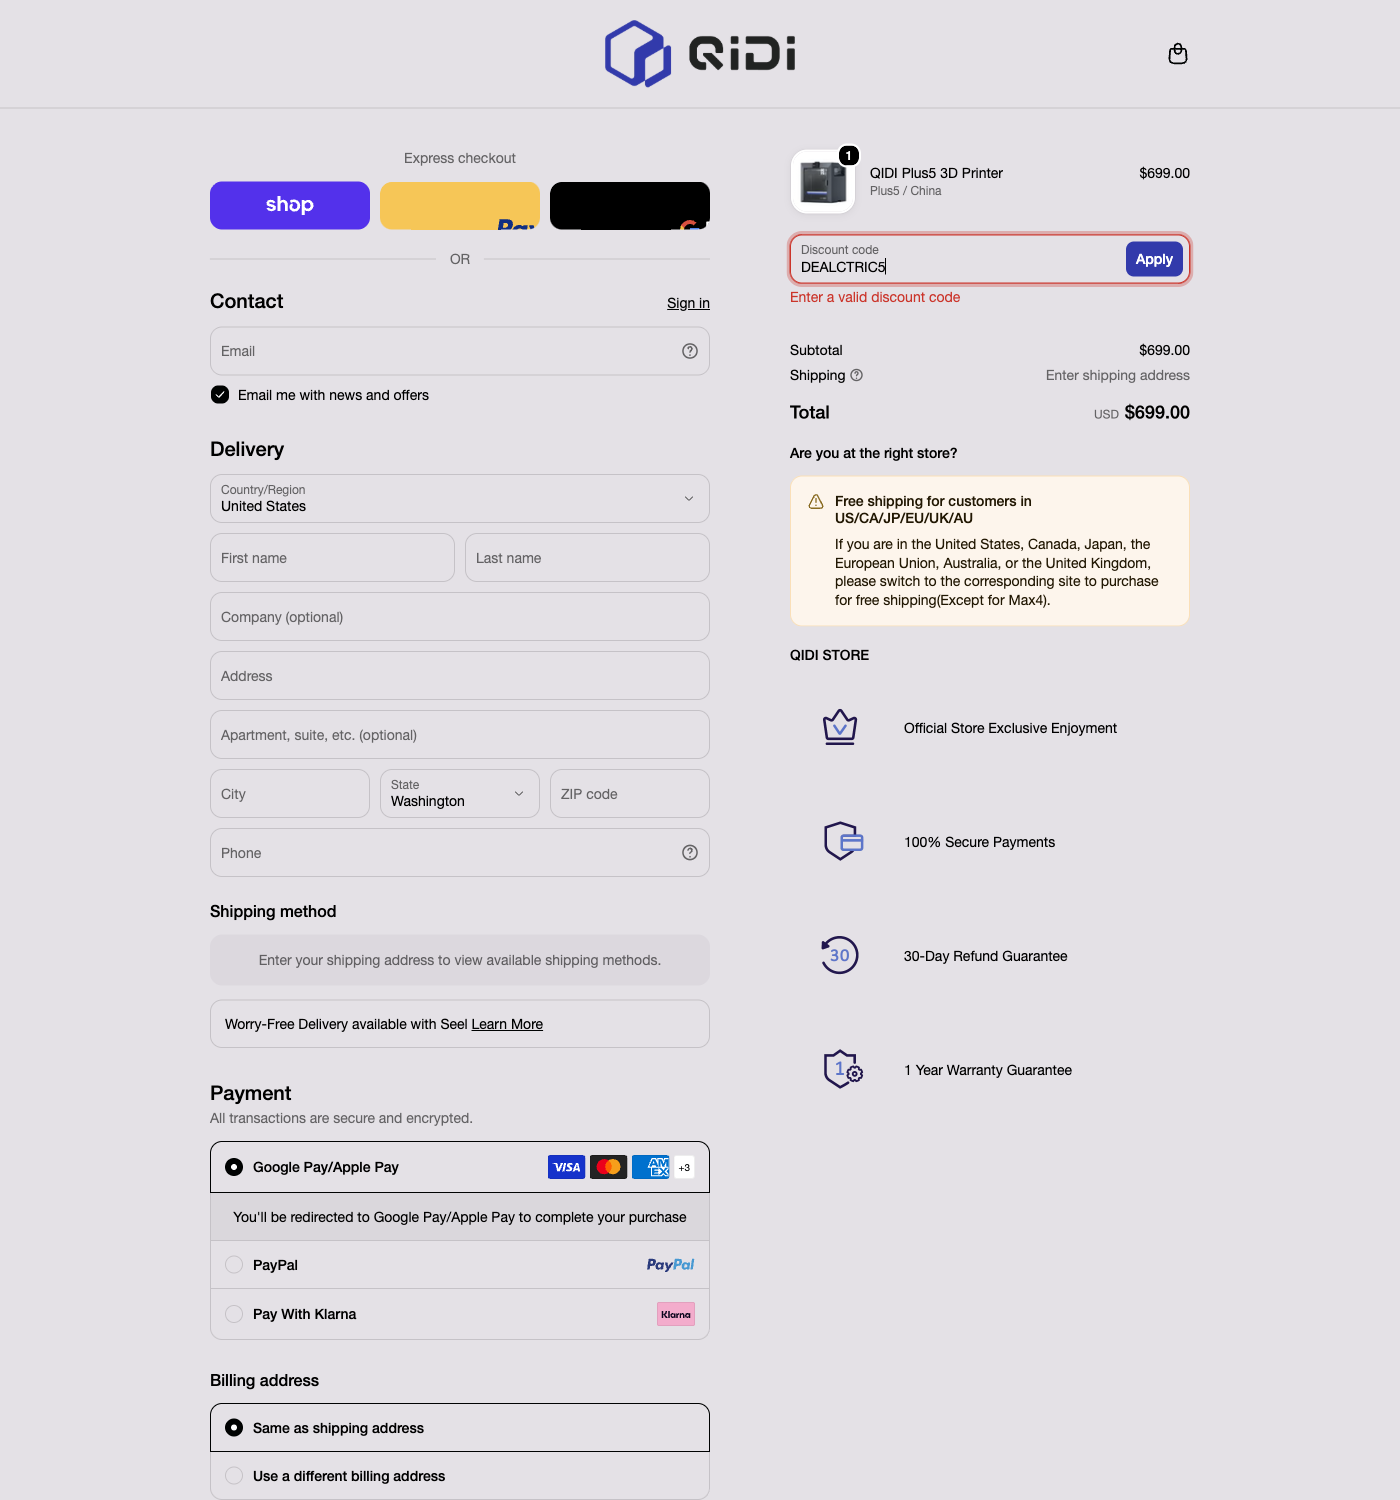 QIDI
Express checkout
shop
Pay
OR
Contact
Sign in
Email
Email me with news and offers
Delivery
Country/Region
United States
First name
Last name
Company (optional)
Address
Apartment, suite, etc. (optional)
City
State
Washington
ZIP code
Phone
Shipping method
Enter your shipping address to view available shipping methods.
Worry-Free Delivery available with Seel Learn More
Payment
All transactions are secure and encrypted.
Google Pay/Apple Pay
VISA
AMEX
+3
You'll be redirected to Google Pay/Apple Pay to complete your purchase
PayPal
PayPal
Pay With Klarna
Klarna
Billing address
Same as shipping address
Use a different billing address
1
QIDI Plus5 3D Printer
$699.00
Plus5 / China
Discount code
DEALCTRIC5
Apply
Enter a valid discount code
Subtotal
$699.00
Shipping
Enter shipping address
Total
USD $699.00
Are you at the right store?
Free shipping for customers in
US/CA/JP/EU/UK/AU
If you are in the United States, Canada, Japan, the
European Union, Australia, or the United Kingdom,
please switch to the corresponding site to purchase
for free shipping(Except for Max4).
QIDI STORE
Official Store Exclusive Enjoyment
100% Secure Payments
30
30-Day Refund Guarantee
1
1 Year Warranty Guarantee